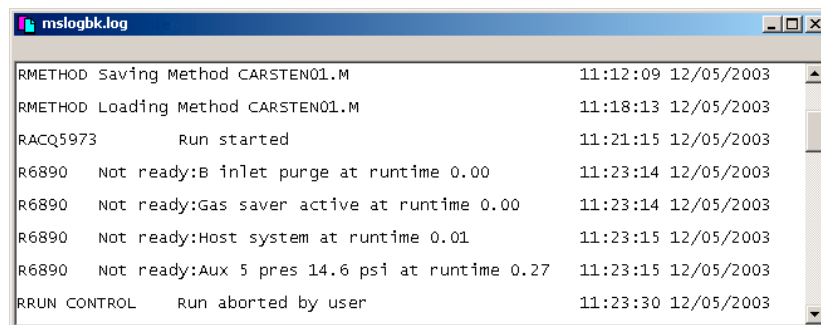 mslogbk.log
RMETHOD Saving Method CARSTEN01.M 11:12:09 12/05/2003
RMETHOD Loading Method CARSTEN01.M 11:18:13 12/05/2003
RACQ5973 Run started 11:21:15 12/05/2003
R6890 Not ready:B inlet purge at runtime 0.00 11:23:14 12/05/2003
R6890 Not ready:Gas saver active at runtime 0.00 11:23:14 12/05/2003
R6890 Not ready:Host system at runtime 0.01 11:23:15 12/05/2003
R6890 Not ready:Aux 5 pres 14.6 psi at runtime 0.27 11:23:15 12/05/2003
RRUN CONTROL Run aborted by user 11:23:30 12/05/2003